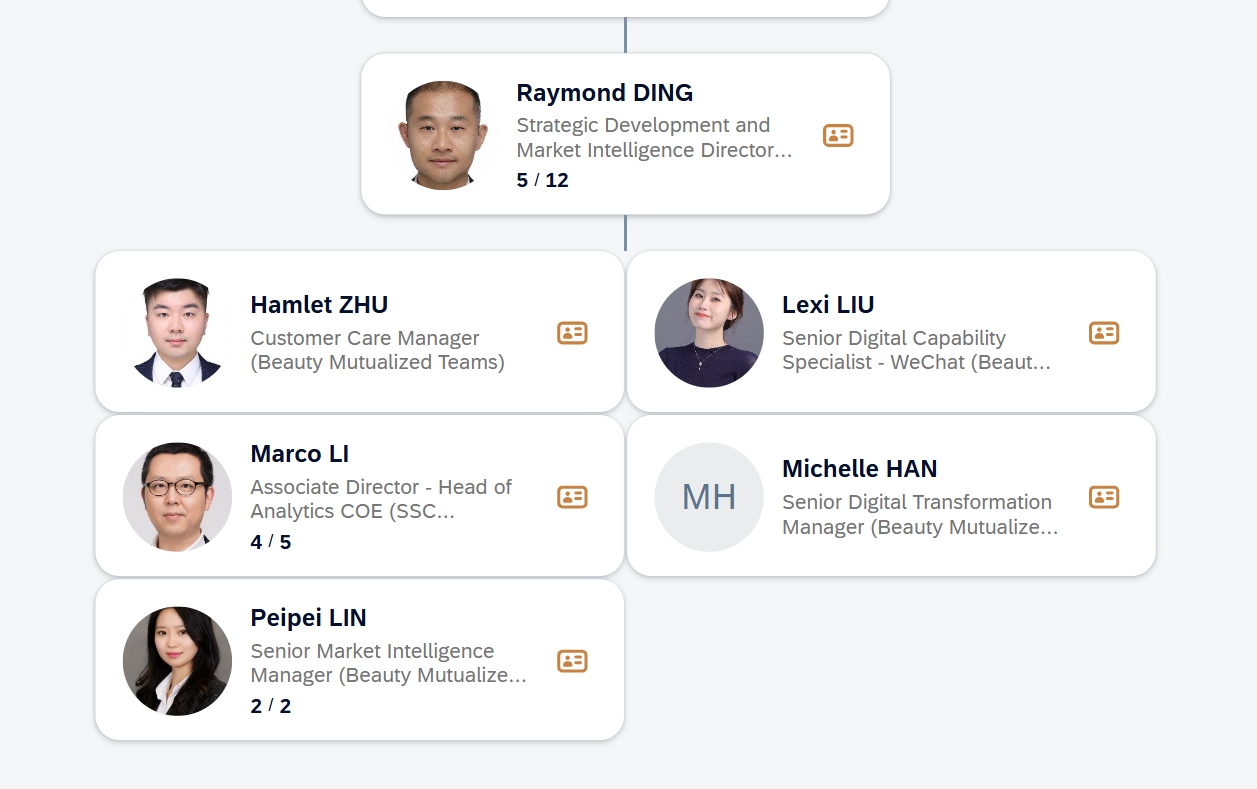 Raymond DING
Strategic Development and
Market Intelligence Director...
5 / 12
Hamlet ZHU
Customer Care Manager
(Beauty Mutualized Teams)
Lexi LIU
Senior Digital Capability
Specialist - WeChat (Beaut...
Marco LI
Associate Director - Head of
Analytics COE (SSC...
4 / 5
MH
Michelle HAN
Senior Digital Transformation
Manager (Beauty Mutualize...
Peipei LIN
Senior Market Intelligence
Manager (Beauty Mutualize...
2 / 2